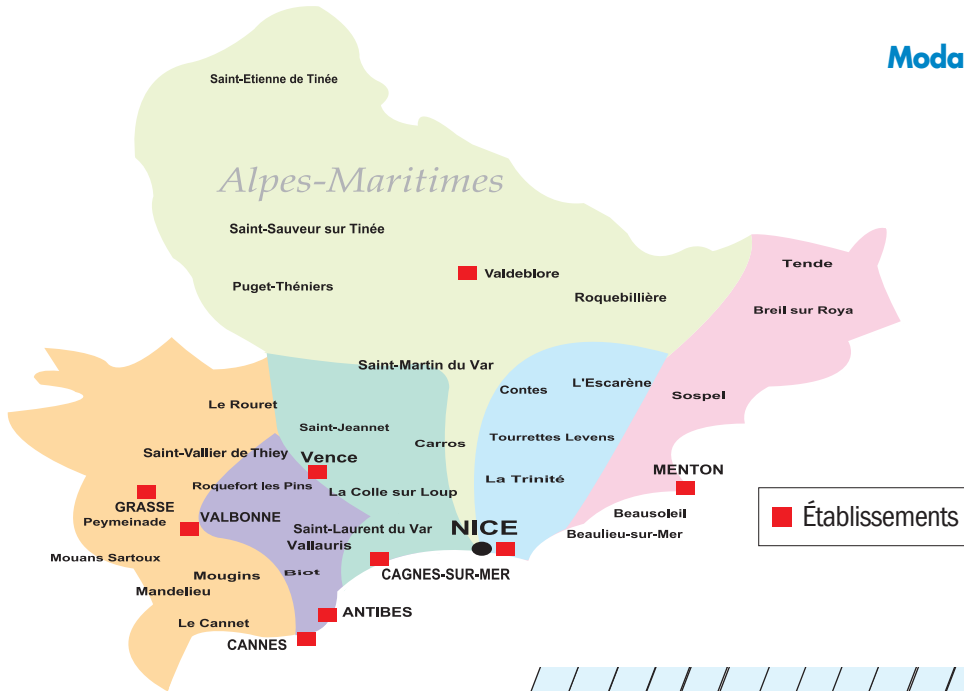 Moda
Saint-Etienne de Tinée
Alpes-Maritimes
Saint-Sauveur sur Tinée
Tende
Valdeblore
Puget-Théniers
Roquebillière
Breil sur Roya
Saint-Martin du Var
L'Escarène
Contes
Sospel
Le Rouret
Saint-Jeannet
Tourrettes Levens
Carros
Saint-Vallier de Thiey
Vence
MENTON
La Trinité
Roquefort les Pins
La Colle sur Loup
GRASSE
Beausoleil
VALBONNE
Peymeinade
Établissements
Saint-Laurent du Var
NICE
Beaulieu-sur-Mer
Vallauris
Mouans Sartoux
Biot
Mougins
CAGNES-SUR-MER
Mandelieu
ANTIBES
Le Cannet
CANNES